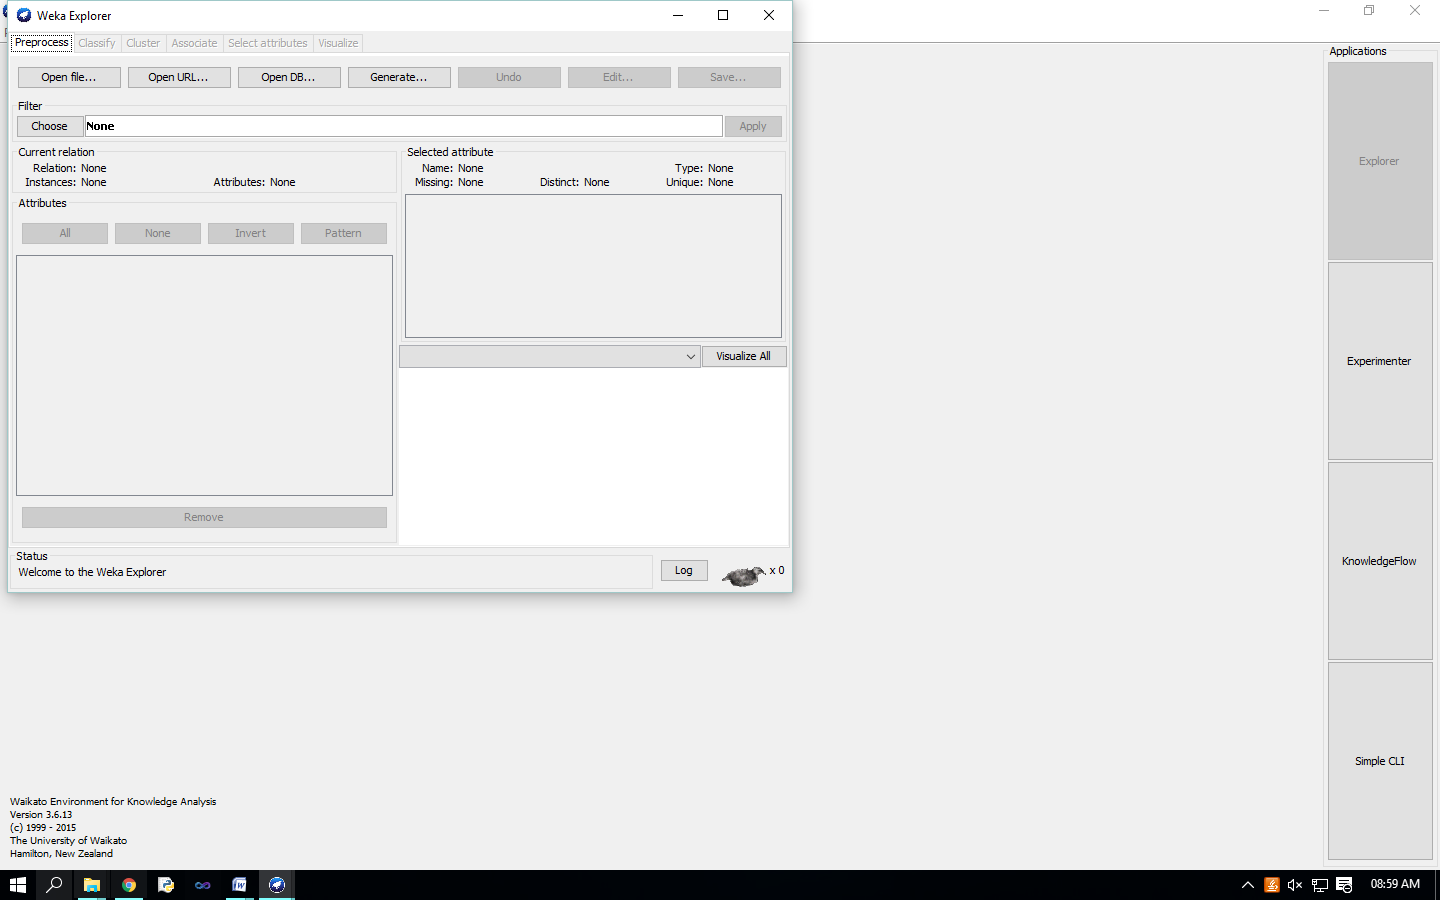 Weka Explorer
Preprocess Classify Cluster Associate Select attributes Visualize
Open file... Open URL... Open DB... Generate... Undo Edit... Save...
Filter
Choose None Apply
Current relation
Relation: None
Instances: None Attributes: None
Attributes
All None Invert Pattern
Remove
Selected attribute
Name: None Type: None
Missing: None Distinct: None Unique: None
Visualize All
Status
Welcome to the Weka Explorer
Log
x 0
Applications
Explorer
Experimenter
KnowledgeFlow
Simple CLI
Waikato Environment for Knowledge Analysis
Version 3.6.13
(c) 1999 - 2015
The University of Waikato
Hamilton, New Zealand
08:59 AM